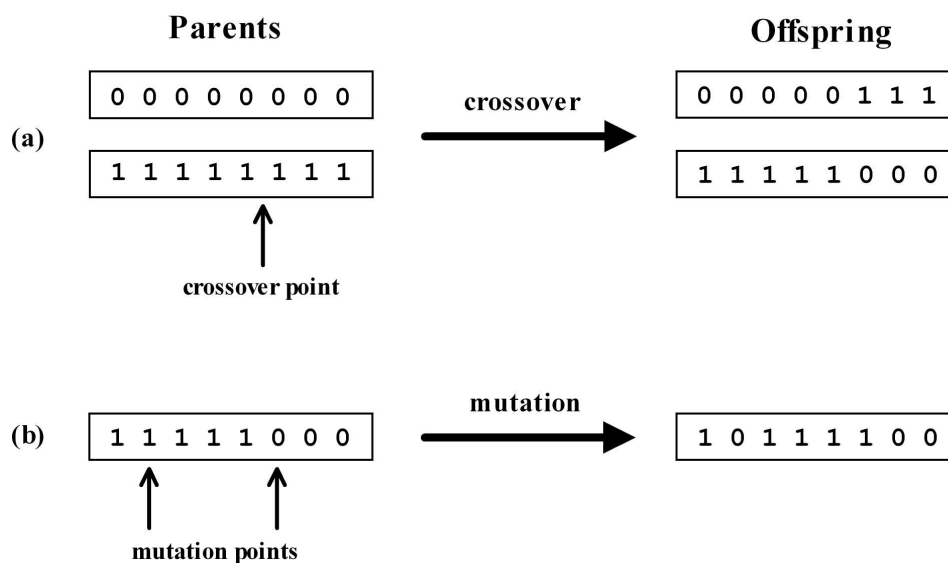 Parents
Offspring
0 0 0 0 0 0 0 0
crossover
0 0 0 0 0 1 1 1
(a)
1 1 1 1 1 1 1 1
1 1 1 1 1 0 0 0
crossover point
mutation
(b)
1 1 1 1 1 0 0 0
1 0 1 1 1 1 0 0
mutation points